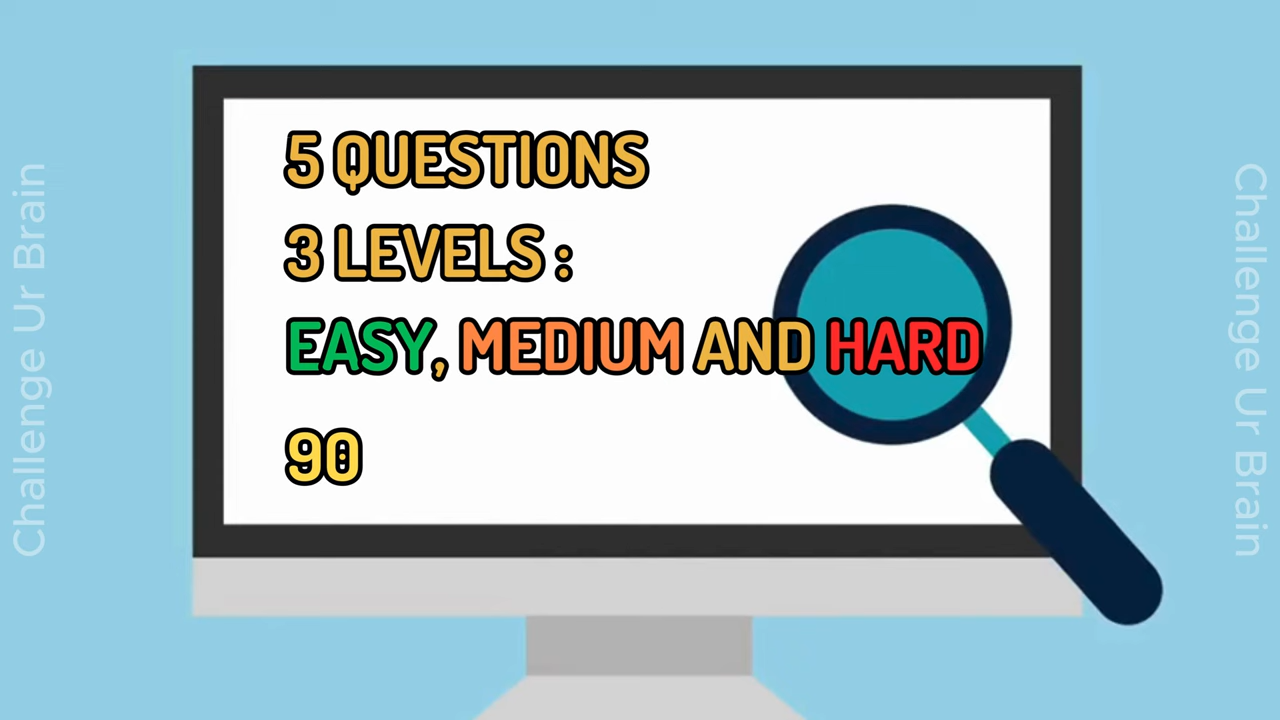 5 QUESTIONS
3 LEVELS :
EASY, MEDIUM AND HARD
90
Challenge Ur Brain
Challenge Ur Brain